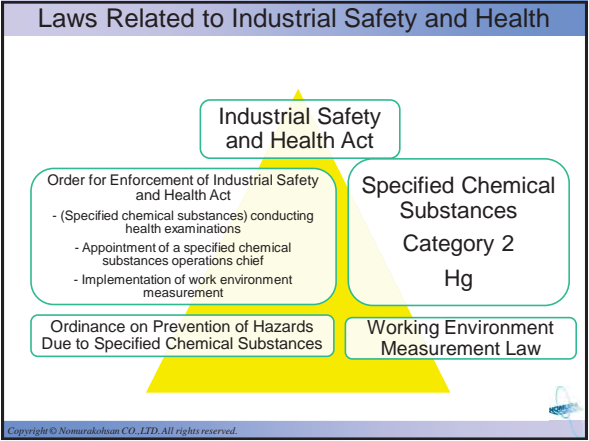 Laws Related to Industrial Safety and Health
Industrial Safety
and Health Act
Order for Enforcement of Industrial Safety
and Health Act
- (Specified chemical substances) conducting
health examinations
- Appointment of a specified chemical
substances operations chief
- Implementation of work environment
measurement
Specified Chemical
Substances
Category 2
Hg
Ordinance on Prevention of Hazards
Due to Specified Chemical Substances
Working Environment
Measurement Law
Copyright © Nomurakohsan CO.,LTD. All rights reserved.